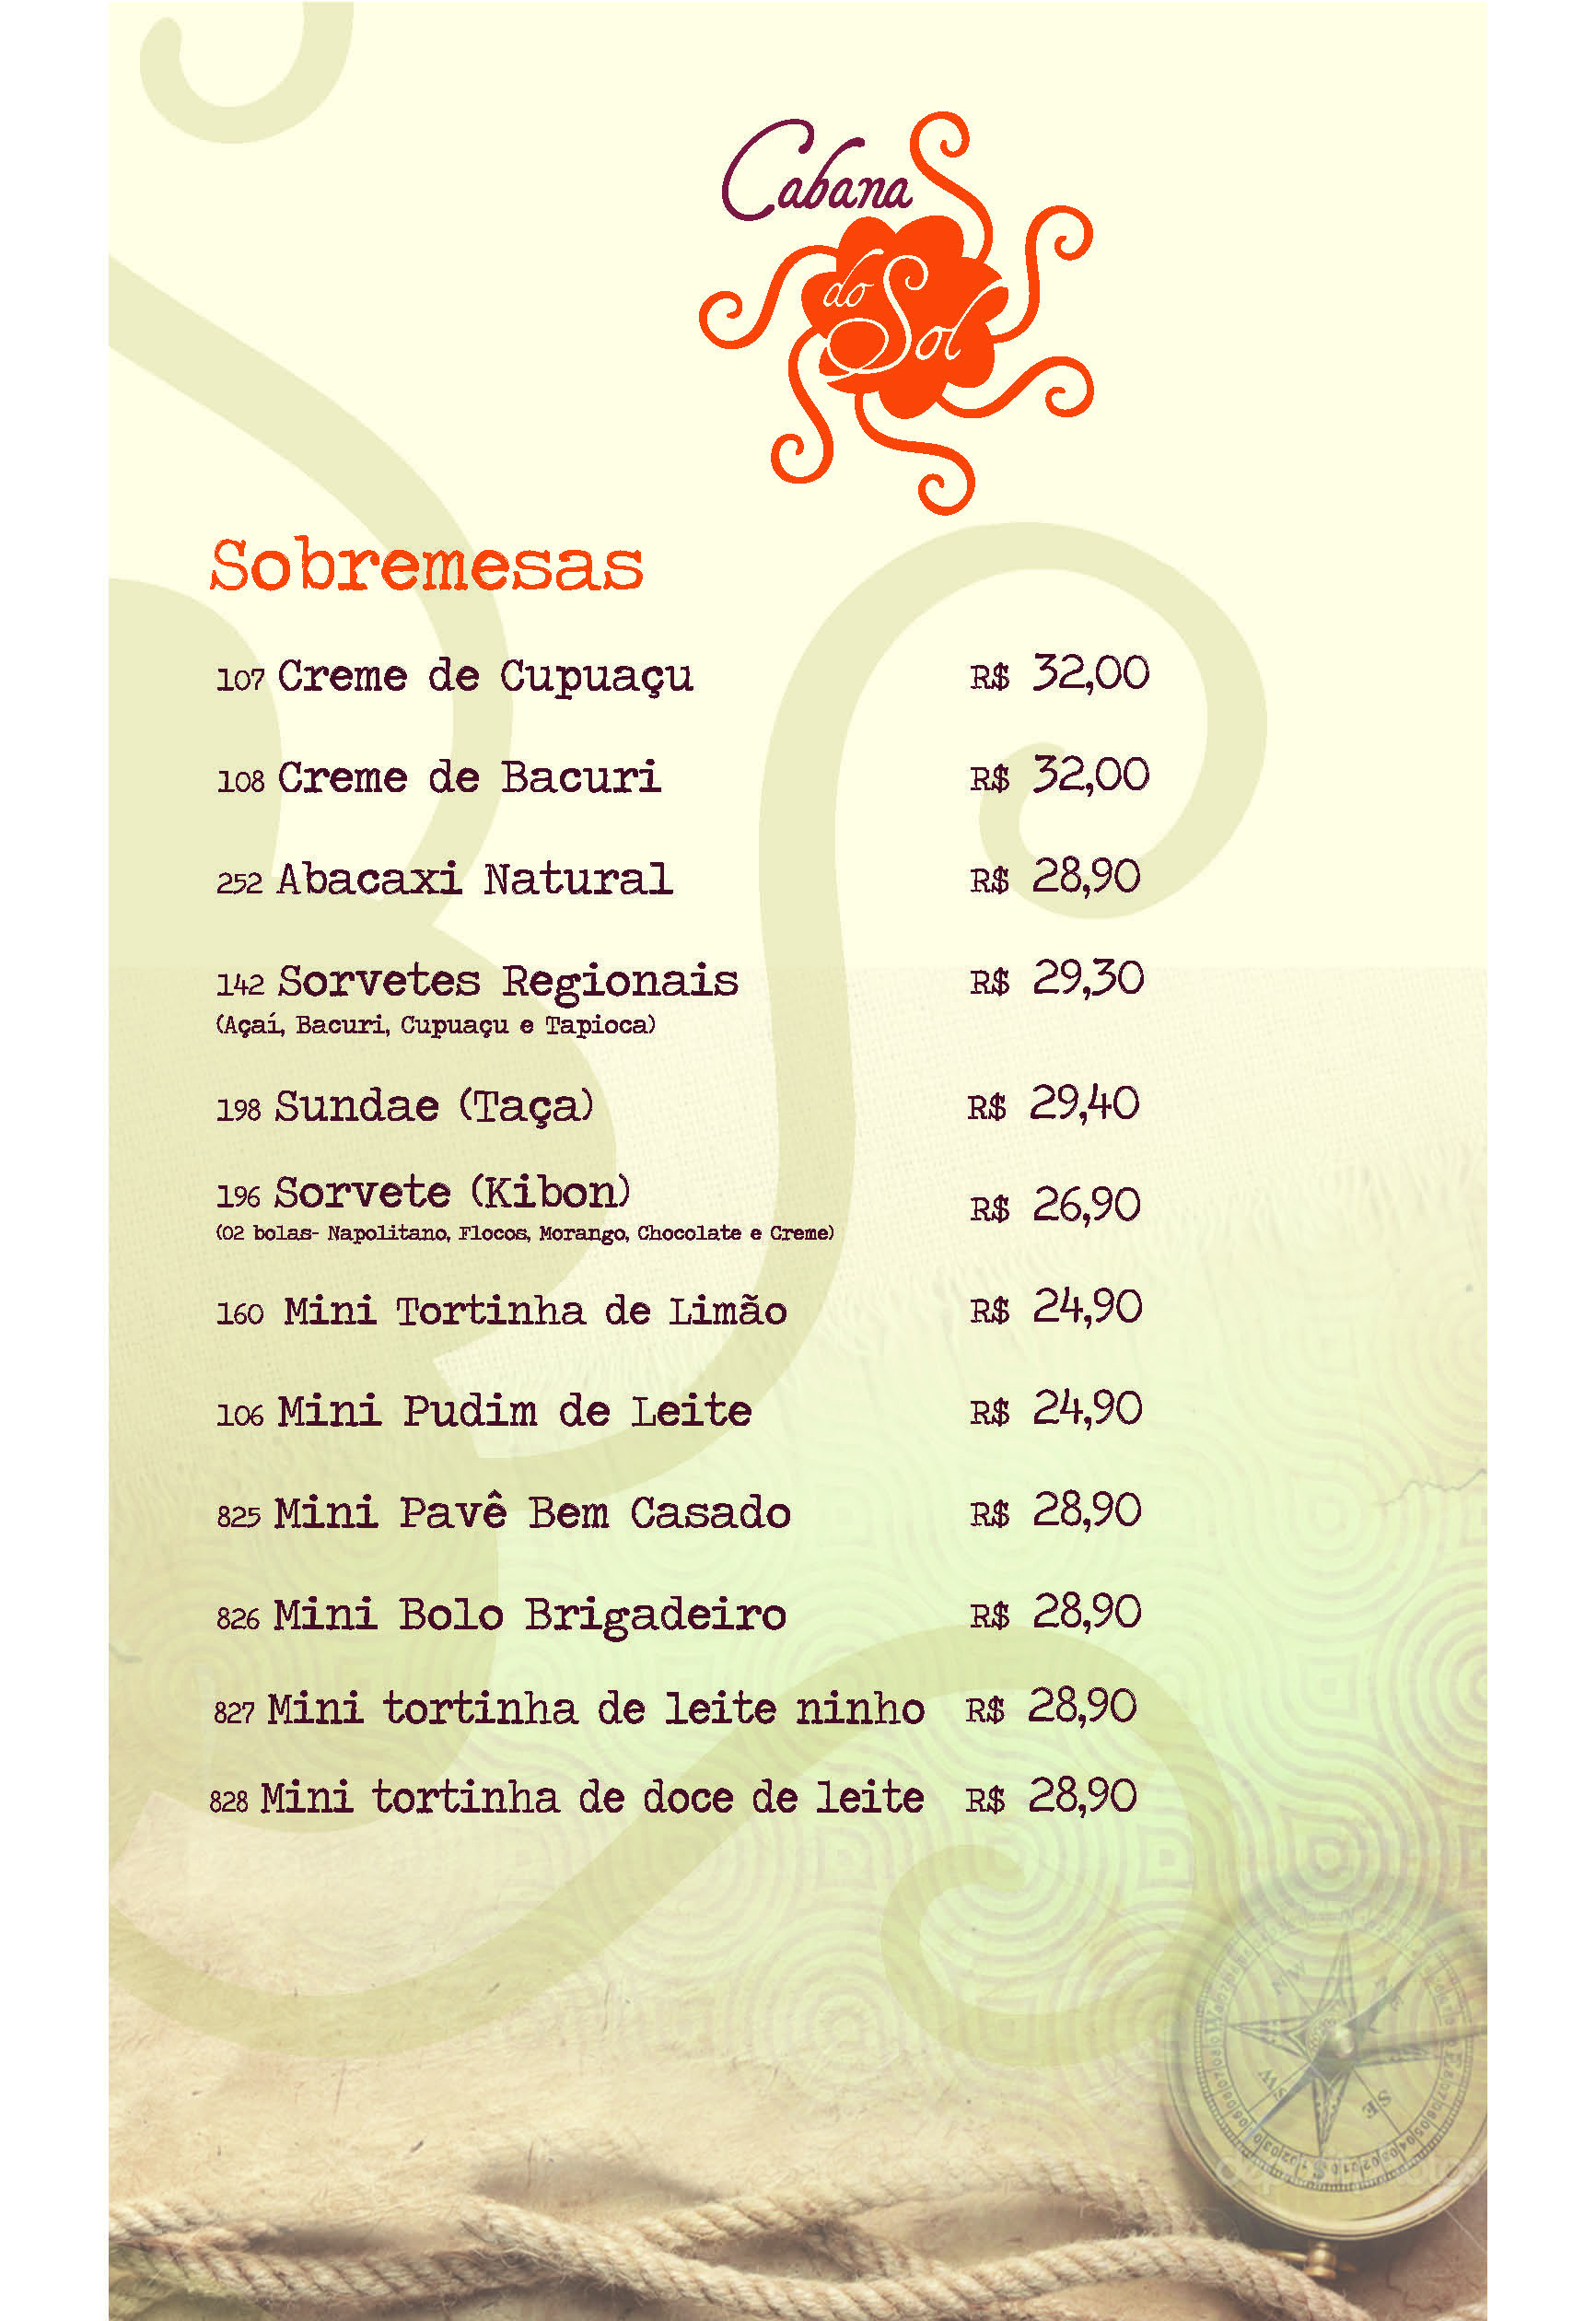 Cabana
do Sol
Sobremesas
107 Creme de Cupuaçu R$ 32,00
108 Creme de Bacuri R$ 32,00
252 Abacaxi Natural R$ 28,90
142 Sorvetes Regionais R$ 29,30
(Açaí, Bacuri, Cupuaçu e Tapioca)
198 Sundae (Taça) R$ 29,40
196 Sorvete (Kibon) R$ 26,90
(02 bolas- Napolitano, Flocos, Morango, Chocolate e Creme)
160 Mini Tortinha de Limão R$ 24,90
106 Mini Pudim de Leite R$ 24,90
825 Mini Pavê Bem Casado R$ 28,90
826 Mini Bolo Brigadeiro R$ 28,90
827 Mini tortinha de leite ninho R$ 28,90
828 Mini tortinha de doce de leite R$ 28,90
NW
SW
SE
S